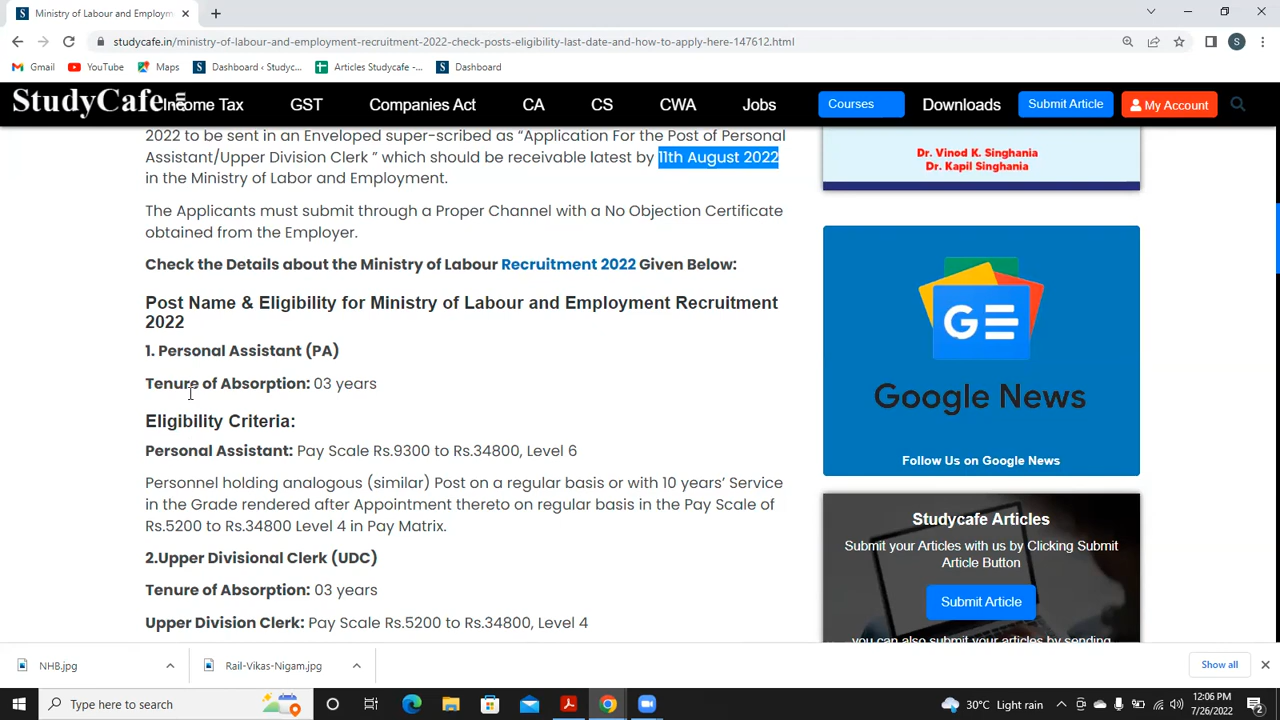 Ministry of Labour and Employm
studycafe.in/ministry-of-labour-and-employment-recruitment-2022-check-posts-eligibility-last-date-and-how-to-apply-here-147612.html
S
Gmail
YouTube
Maps
Dashboard ‹ Studyc...
Articles Studycafe -...
Dashboard
StudyCafe
Income Tax
GST
Companies Act
CA
CS
CWA
Jobs
Courses
Downloads
Submit Article
My Account
2022 to be sent in an Enveloped super-scribed as “Application For the Post of Personal
Assistant/Upper Division Clerk ” which should be receivable latest by 11th August 2022
in the Ministry of Labor and Employment.
The Applicants must submit through a Proper Channel with a No Objection Certificate
obtained from the Employer.
Check the Details about the Ministry of Labour Recruitment 2022 Given Below:
Post Name & Eligibility for Ministry of Labour and Employment Recruitment
2022
1. Personal Assistant (PA)
Tenure of Absorption: 03 years
Eligibility Criteria:
Personal Assistant: Pay Scale Rs.9300 to Rs.34800, Level 6
Personnel holding analogous (similar) Post on a regular basis or with 10 years’ Service
in the Grade rendered after Appointment thereto on regular basis in the Pay Scale of
Rs.5200 to Rs.34800 Level 4 in Pay Matrix.
2.Upper Divisional Clerk (UDC)
Tenure of Absorption: 03 years
Upper Division Clerk: Pay Scale Rs.5200 to Rs.34800, Level 4
Dr. Vinod K. Singhania
Dr. Kapil Singhania
GE
Google News
Follow Us on Google News
Studycafe Articles
Submit your Articles with us by Clicking Submit
Article Button
Submit Article
you can also submit your articles by sending
NHB.jpg
Rail-Vikas-Nigam.jpg
Show all
Type here to search
30°C Light rain
12:06 PM
7/26/2022
2